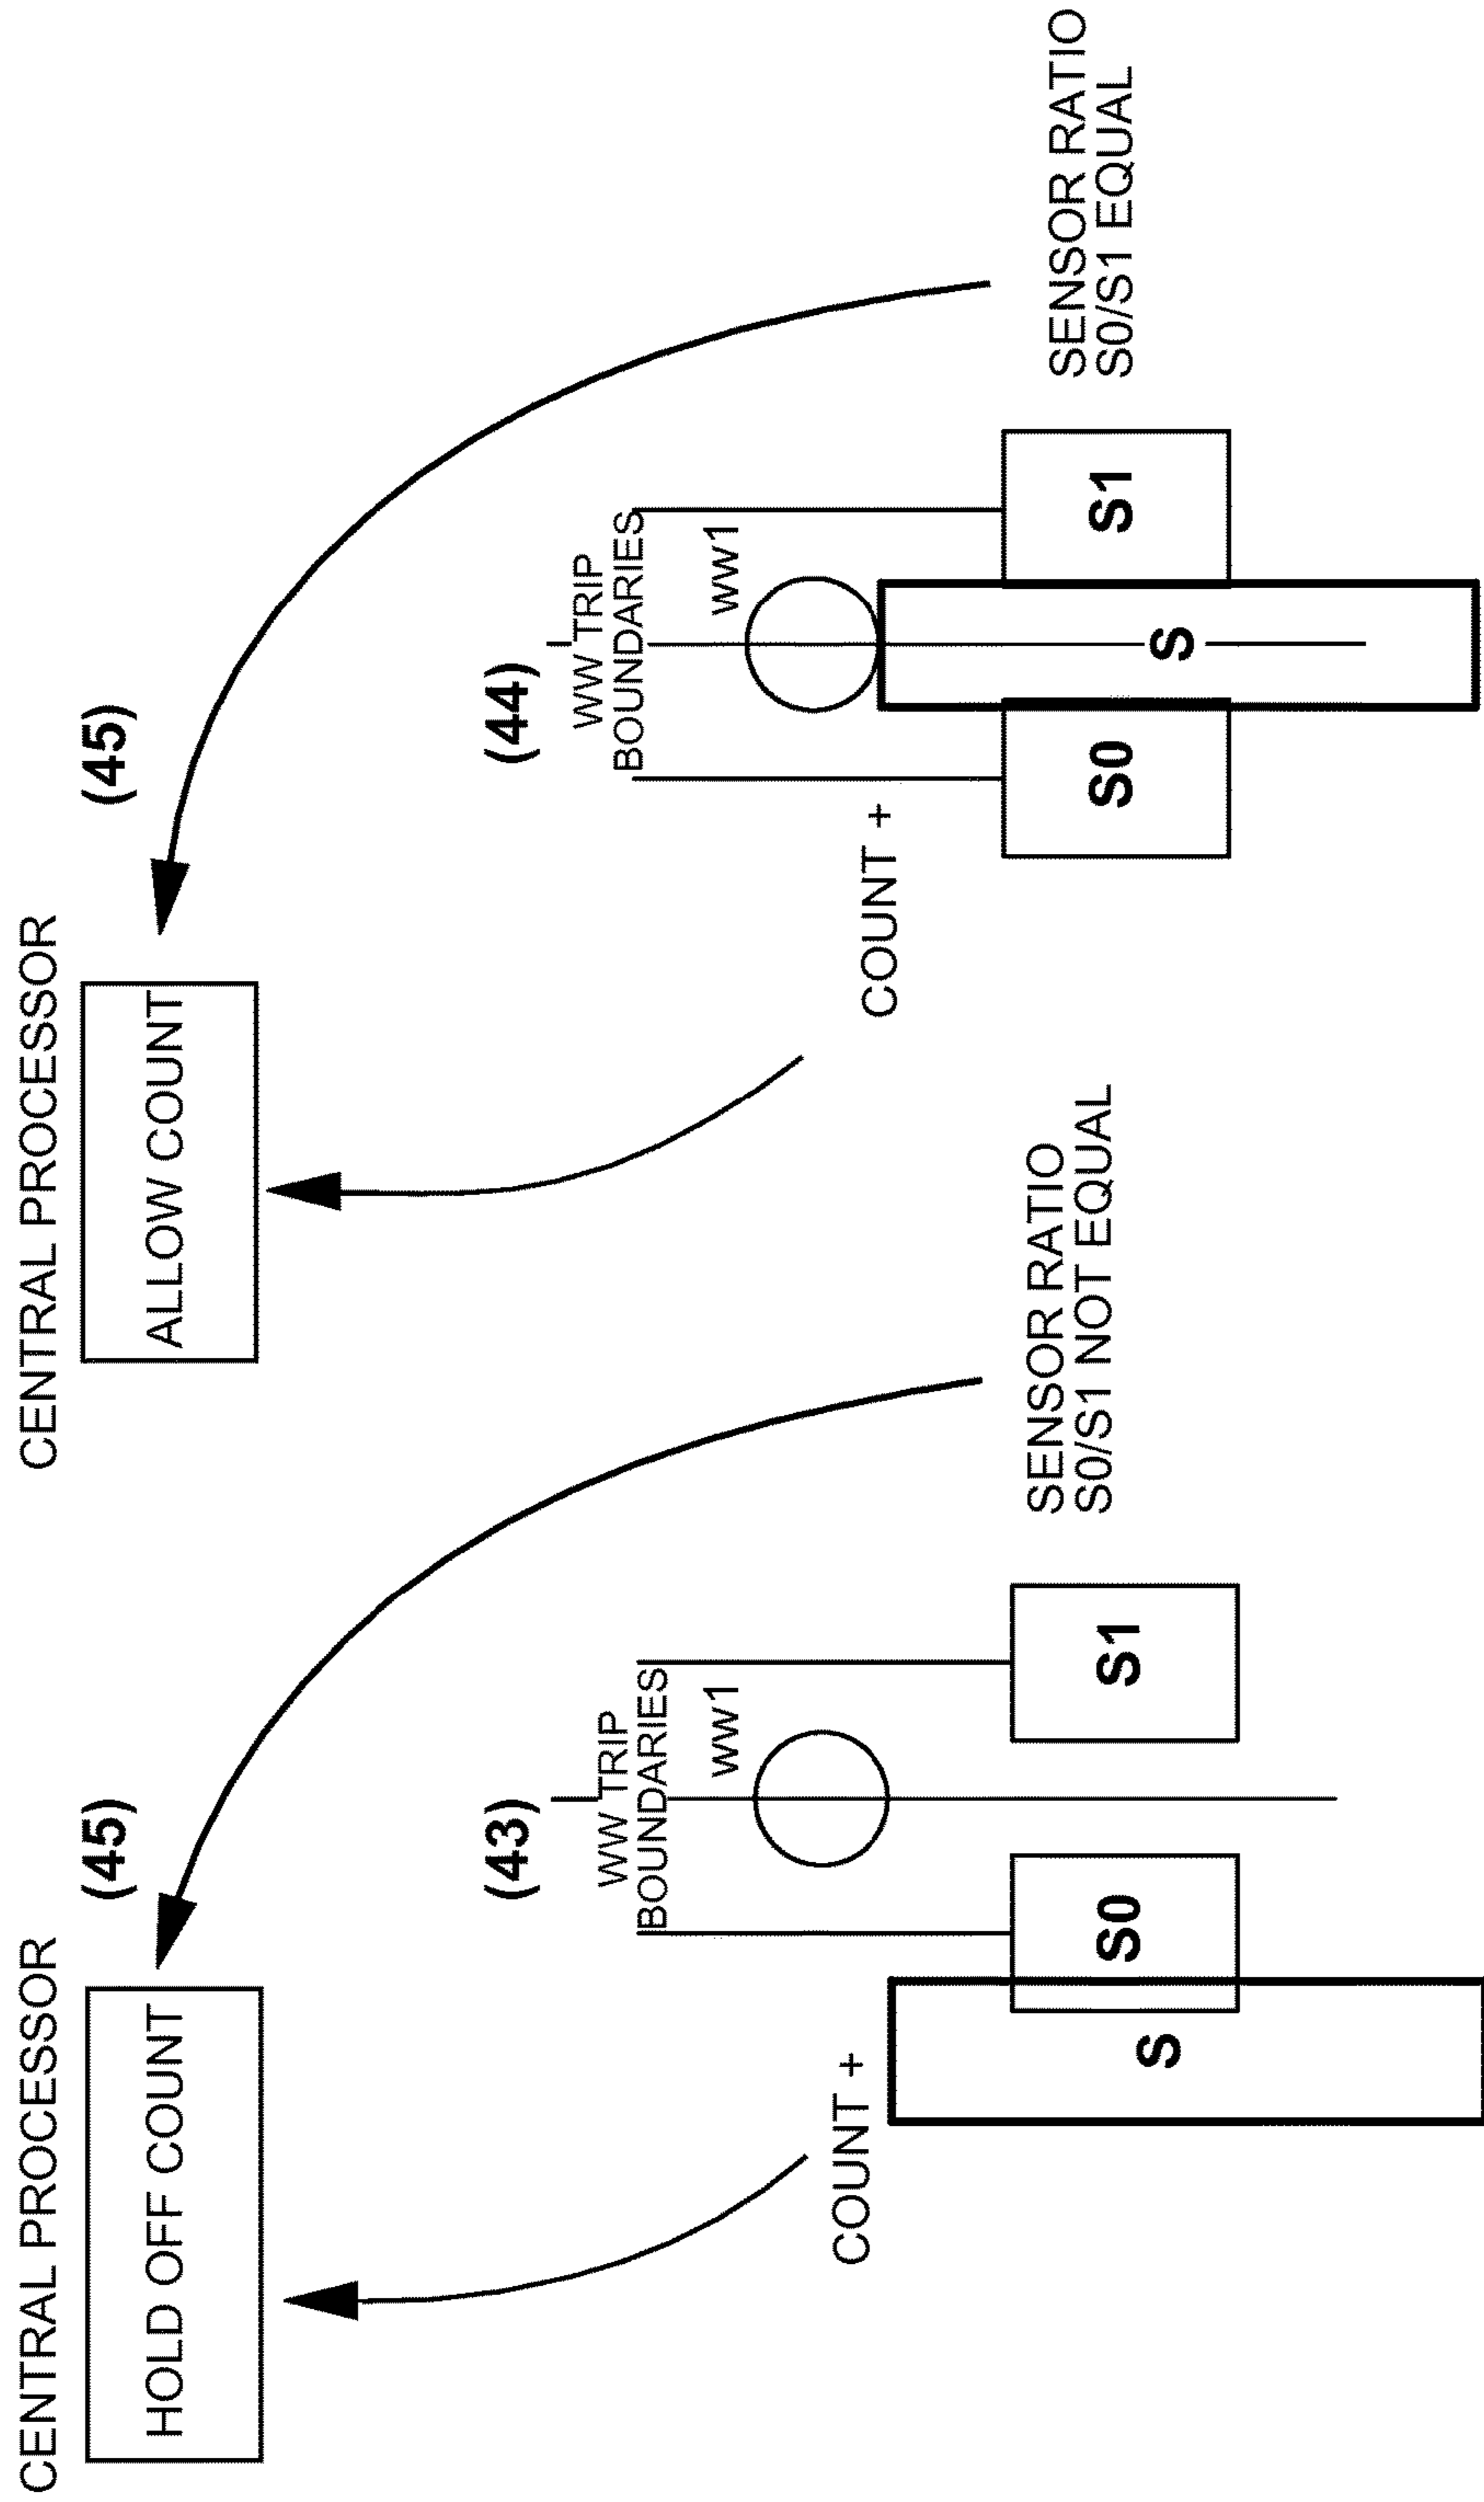 CENTRAL PROCESSOR
HOLD OFF COUNT
(45)
(43)
WW TRIP
BOUNDARIES
WW1
COUNT +
S
S0
S1
SENSOR RATIO
S0/S1 NOT EQUAL
CENTRAL PROCESSOR
ALLOW COUNT
(45)
(44)
WW TRIP
BOUNDARIES
WW1
COUNT +
S0
S
S1
SENSOR RATIO
S0/S1 EQUAL